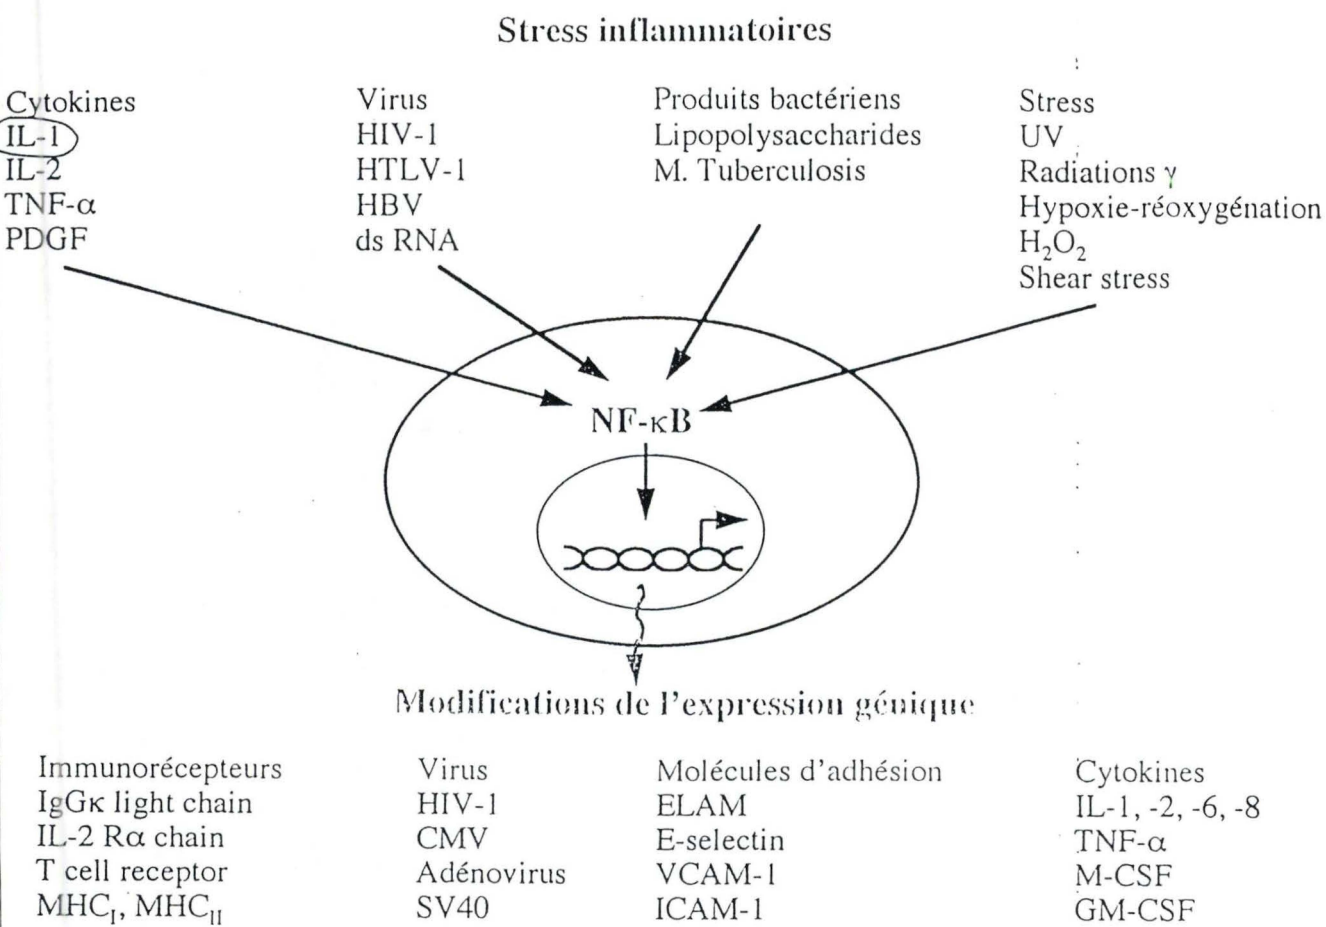 Stress inflammatoires
Cytokines
IL-1
IL-2
TNF-α
PDGF
Virus
HIV-1
HTLV-1
HBV
ds RNA
Produits bactériens
Lipopolysaccharides
M. Tuberculosis
Stress
UV
Radiations γ
Hypoxie-réoxygénation
H₂O₂
Shear stress
NF-κB
Modifications de l'expression génique
Immunorécepteurs
IgGκ light chain
IL-2 Rα chain
T cell receptor
MHC_I, MHC_II
Virus
HIV-1
CMV
Adénovirus
SV40
Molécules d'adhésion
ELAM
E-selectin
VCAM-1
ICAM-1
Cytokines
IL-1, -2, -6, -8
TNF-α
M-CSF
GM-CSF